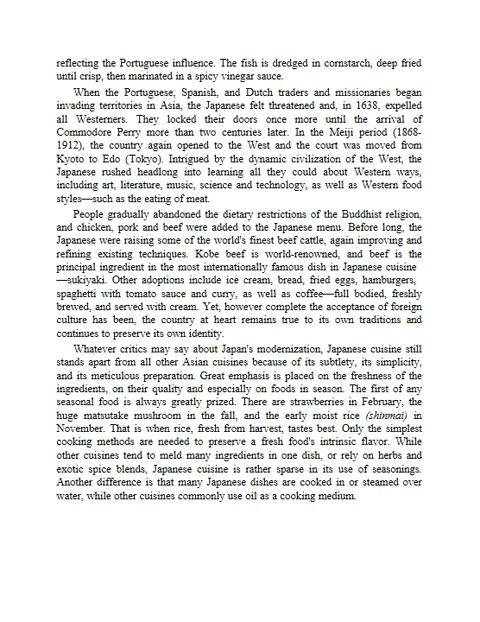 reflecting the Portuguese influence. The fish is dredged in cornstarch, deep fried
until crisp, then marinated in a spicy vinegar sauce.
When the Portuguese, Spanish, and Dutch traders and missionaries began
invading territories in Asia, the Japanese felt threatened and, in 1638, expelled
all Westerners. They locked their doors once more until the arrival of
Commodore Perry more than two centuries later. In the Meiji period (1868-
1912), the country again opened to the West and the court was moved from
Kyoto to Edo (Tokyo). Intrigued by the dynamic civilization of the West, the
Japanese rushed headlong into learning all they could about Western ways,
including art, literature, music, science and technology, as well as Western food
styles—such as the eating of meat.
People gradually abandoned the dietary restrictions of the Buddhist religion,
and chicken, pork and beef were added to the Japanese menu. Before long, the
Japanese were raising some of the world's finest beef cattle, again improving and
refining existing techniques. Kobe beef is world-renowned, and beef is the
principal ingredient in the most internationally famous dish in Japanese cuisine
—sukiyaki. Other adoptions include ice cream, bread, fried eggs, hamburgers,
spaghetti with tomato sauce and curry, as well as coffee—full bodied, freshly
brewed, and served with cream. Yet, however complete the acceptance of foreign
culture has been, the country at heart remains true to its own traditions and
continues to preserve its own identity.
Whatever critics may say about Japan's modernization, Japanese cuisine still
stands apart from all other Asian cuisines because of its subtlety, its simplicity,
and its meticulous preparation. Great emphasis is placed on the freshness of the
ingredients, on their quality and especially on foods in season. The first of any
seasonal food is always greatly prized. There are strawberries in February, the
huge matsutake mushroom in the fall, and the early moist rice (shinmai) in
November. That is when rice, fresh from harvest, tastes best. Only the simplest
cooking methods are needed to preserve a fresh food's intrinsic flavor. While
other cuisines tend to meld many ingredients in one dish, or rely on herbs and
exotic spice blends, Japanese cuisine is rather sparse in its use of seasonings.
Another difference is that many Japanese dishes are cooked in or steamed over
water, while other cuisines commonly use oil as a cooking medium.